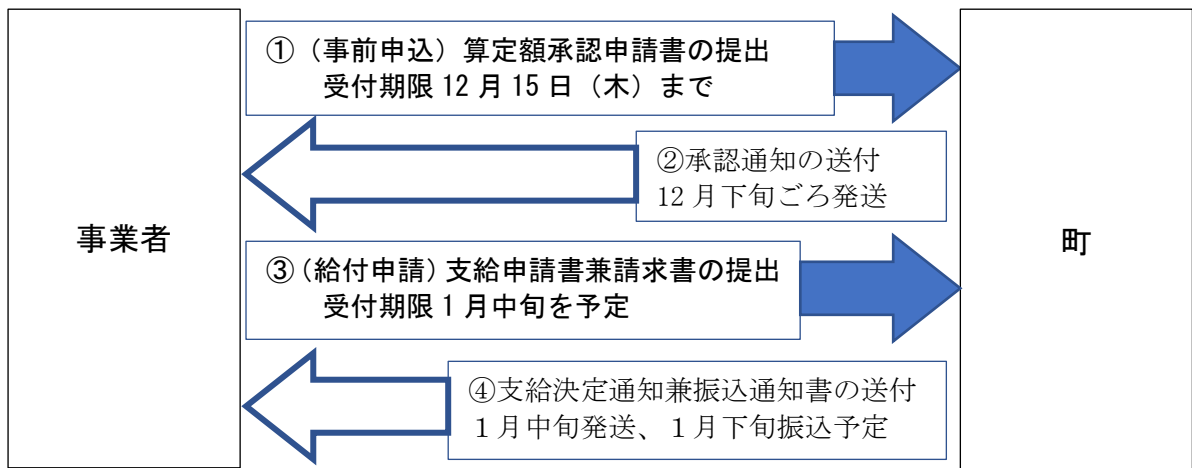 事業者
①（事前申込）算定額承認申請書の提出
受付期限 12 月 15 日（木）まで
②承認通知の送付
12 月下旬ごろ発送
③(給付申請)支給申請書兼請求書の提出
受付期限 1 月中旬を予定
④支給決定通知兼振込通知書の送付
１月中旬発送、１月下旬振込予定
町